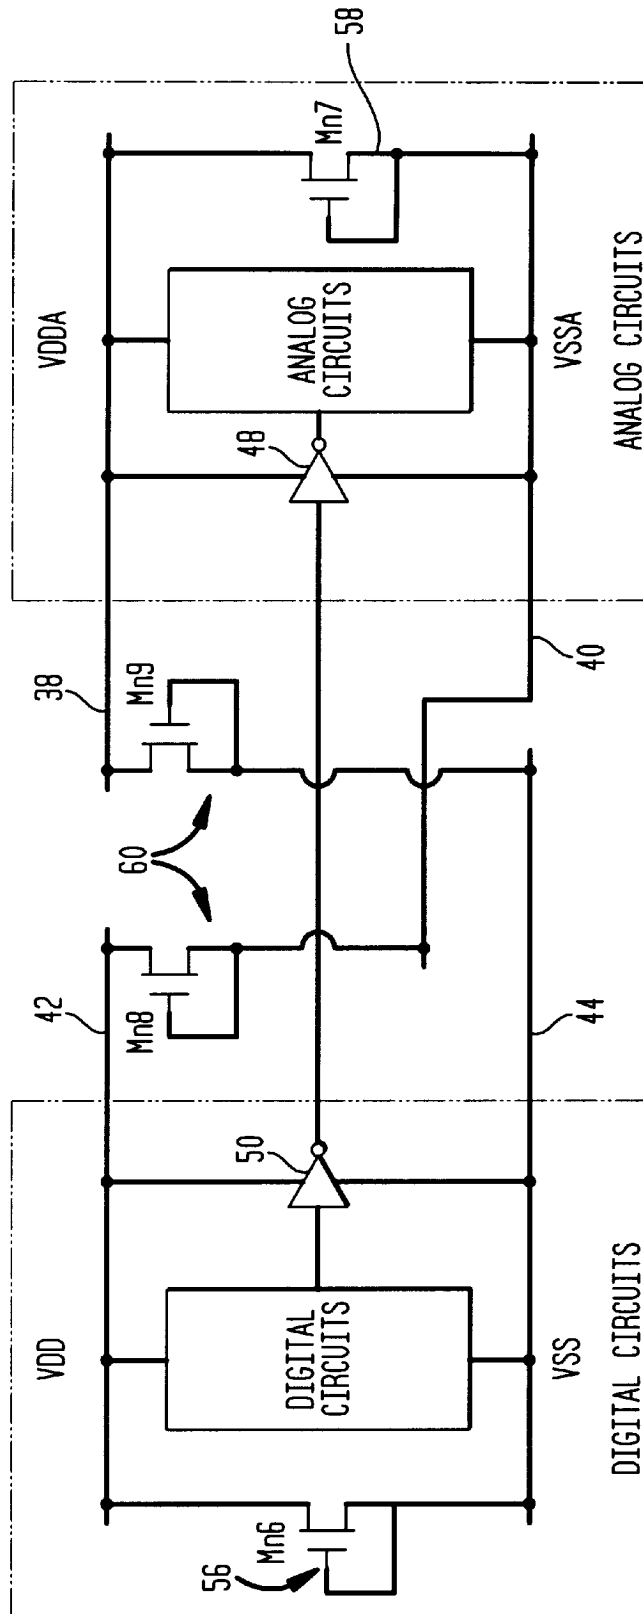 VDD
42
60
38
VDDA
Mn8
Mn9
56
Mn6
DIGITAL
CIRCUITS
50
48
ANALOG
CIRCUITS
Mn7
58
VSS
44
40
VSSA
DIGITAL CIRCUITS
ANALOG CIRCUITS